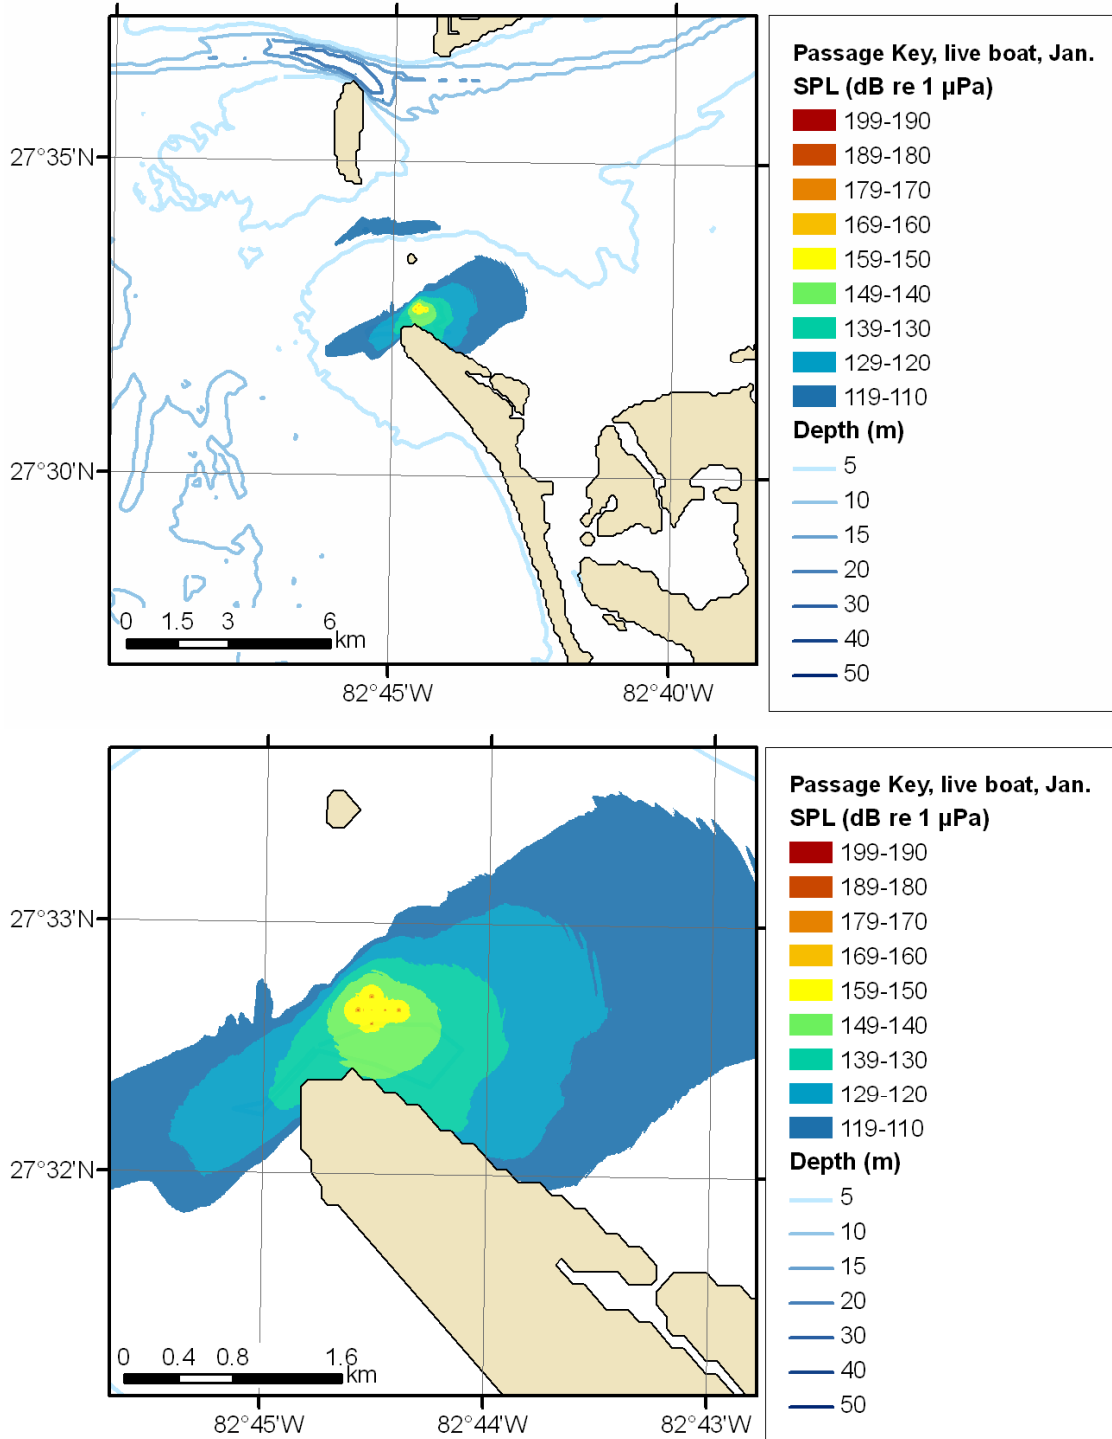 Passage Key, live boat, Jan.
SPL (dB re 1 µPa)
199-190
189-180
179-170
169-160
159-150
149-140
139-130
129-120
119-110
Depth (m)
5
10
15
20
30
40
50
27°35'N
27°30'N
0 1.5 3 6
km
82°45'W 82°40'W
Passage Key, live boat, Jan.
SPL (dB re 1 µPa)
199-190
189-180
179-170
169-160
159-150
149-140
139-130
129-120
119-110
Depth (m)
5
10
15
20
30
40
50
27°33'N
27°32'N
0 0.4 0.8 1.6
km
82°45'W 82°44'W 82°43'W